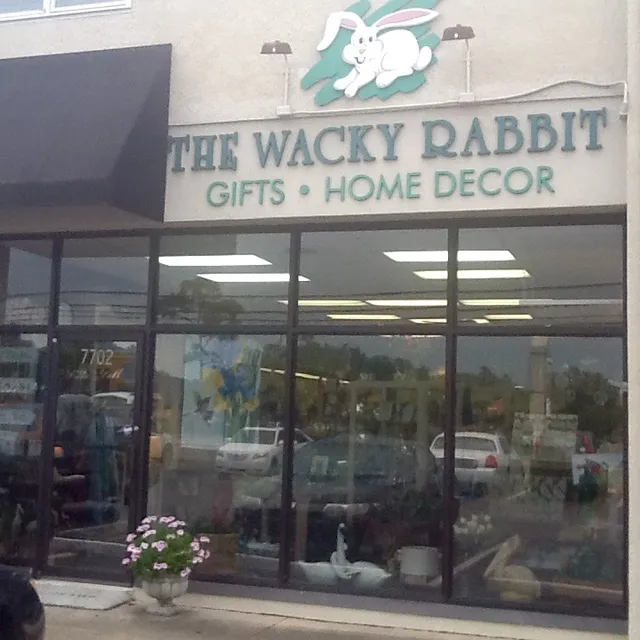 THE WACKY RABBIT
GIFTS • HOME DECOR
7702